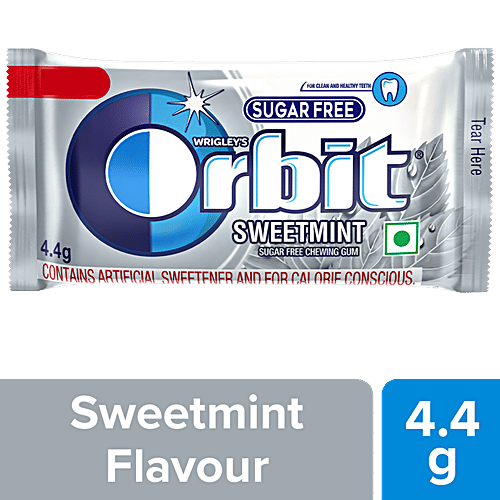 FOR CLEAN AND HEALTHY TEETH
SUGAR FREE
WRIGLEY'S
Orbit®
SWEETMINT
SUGAR FREE CHEWING GUM
4.4g
CONTAINS ARTIFICIAL SWEETENER AND FOR CALORIE CONSCIOUS.
Tear Here
Sweetmint
Flavour
4.4
g